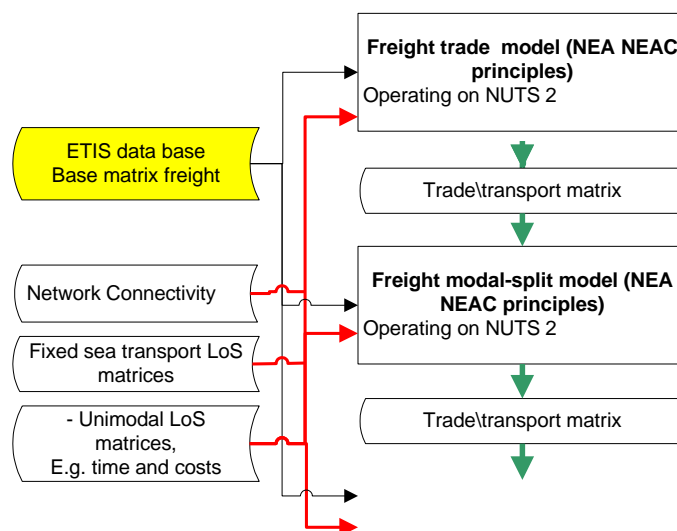 Freight trade model (NEA NEAC
principles)
Operating on NUTS 2
ETIS data base
Base matrix freight
Trade\transport matrix
Freight modal-split model (NEA
NEAC principles)
Operating on NUTS 2
Network Connectivity
Fixed sea transport LoS
matrices
- Unimodal LoS
matrices,
E.g. time and costs
Trade\transport matrix